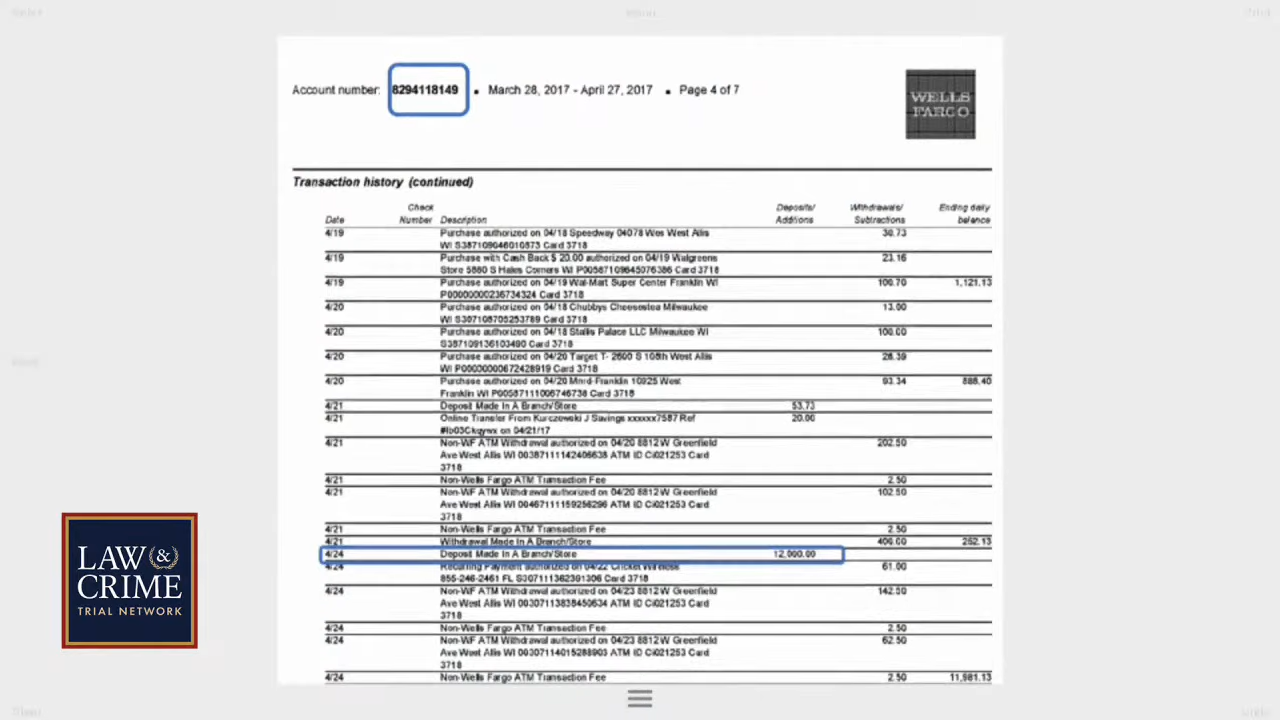 Account number: 8294118149 ▪ March 28, 2017 - April 27, 2017 ▪ Page 4 of 7
WELLS
FARGO
Transaction history (continued)
Check Deposits/ Withdrawals/ Ending daily
Date Number Description Additions Subtractions balance
4/19 Purchase authorized on 04/18 Speedway 04078 Wes West Allis 30.73
WI S387109046010873 Card 3718
4/19 Purchase with Cash Back $ 20.00 authorized on 04/19 Walgreens 23.16
Store 5860 S Hales Corners WI P00587109645076386 Card 3718
4/19 Purchase authorized on 04/19 Wal-Mart Super Center Franklin WI 100.70 1,121.13
P00000000236734324 Card 3718
4/20 Purchase authorized on 04/18 Chubbys Cheesestea Milwaukee 13.00
WI S307108705253789 Card 3718
4/20 Purchase authorized on 04/18 Stalls Palace LLC Milwaukee WI 100.00
S387109136103490 Card 3718
4/20 Purchase authorized on 04/20 Target T- 2600 S 108th West Allis 26.39
WI P00000000672428919 Card 3718
4/20 Purchase authorized on 04/20 Mnrd-Franklin 10925 West 93.34 888.40
Franklin WI P00587111006746738 Card 3718
4/21 Deposit Made In A Branch/Store 53.73
4/21 Online Transfer From Kurczewski J Savings xxxxxx7587 Ref 20.00
on 04/21/17
4/21 Non-WF ATM Withdrawal authorized on 04/20 8812 W Greenfield 202.50
Ave West Allis WI 00387111142406638 ATM ID Ci021253 Card
3718
4/21 Non-Wells Fargo ATM Transaction Fee 2.50
4/21 Non-WF ATM Withdrawal authorized on 04/20 8812 W Greenfield 102.50
Ave West Allis WI 00467111159256296 ATM ID Ci021253 Card
3718
4/21 Non-Wells Fargo ATM Transaction Fee 2.50
4/21 Withdrawal Made In A Branch/Store 400.00 262.13
4/24 Deposit Made In A Branch/Store 12,000.00
4/24 Recurring Payment authorized on 04/22 Cricket Wireless 61.00
855-246-2461 FL S307111362391306 Card 3718
4/24 Non-WF ATM Withdrawal authorized on 04/23 8812 W Greenfield 142.50
Ave West Allis WI 00307113838450634 ATM ID Ci021253 Card
3718
4/24 Non-Wells Fargo ATM Transaction Fee 2.50
4/24 Non-WF ATM Withdrawal authorized on 04/23 8812 W Greenfield 62.50
Ave West Allis WI 00307114015288903 ATM ID Ci021253 Card
3718
4/24 Non-Wells Fargo ATM Transaction Fee 2.50 11,981.13
LAW &
CRIME
TRIAL NETWORK